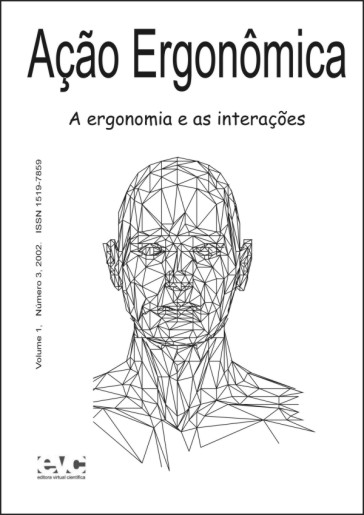 Ação Ergonômica
A ergonomia e as interações
Volume 1, Número 3, 2002. ISSN 1519-7859
evc
editora virtual científica